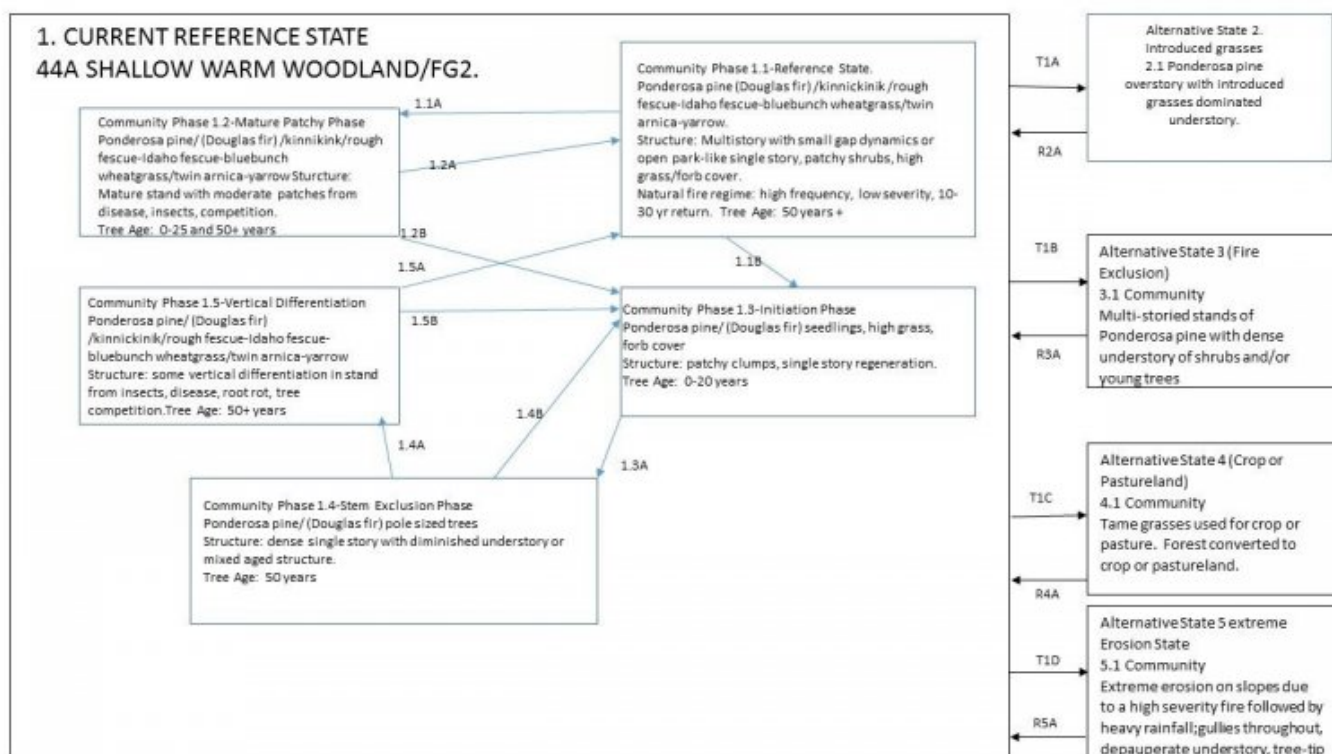 1. CURRENT REFERENCE STATE
44A SHALLOW WARM WOODLAND/FG2.
Community Phase 1.1-Reference State.
Ponderosa pine (Douglas fir) /kinnickinik /rough
fescue-Idaho fescue-bluebunch wheatgrass/twin
arnica-yarrow.
Structure: Multistory with small gap dynamics or
open park-like single story, patchy shrubs, high
grass/forb cover.
Natural fire regime: high frequency, low severity, 10-
30 yr return. Tree Age: 50 years +
1.1A
Community Phase 1.2-Mature Patchy Phase
Ponderosa pine/ (Douglas fir) /kinnikink/rough
fescue-Idaho fescue-bluebunch
wheatgrass/twin arnica-yarrow Sturcture:
Mature stand with moderate patches from
disease, insects, competition.
Tree Age: 0-25 and 50+ years
1.2A
1.2B
1.5A
1.1B
Community Phase 1.5-Vertical Differentiation
Ponderosa pine/ (Douglas fir)
/kinnickinik/rough fescue-Idaho fescue-
bluebunch wheatgrass/twin arnica-yarrow
Structure: some vertical differentiation in stand
from insects, disease, root rot, tree
competition.Tree Age: 50+ years
1.5B
Community Phase 1.3-Initiation Phase
Ponderosa pine/ (Douglas fir) seedlings, high grass,
forb cover
Structure: patchy clumps, single story regeneration.
Tree Age: 0-20 years
1.4B
1.4A
1.3A
Community Phase 1.4-Stem Exclusion Phase
Ponderosa pine/ (Douglas fir) pole sized trees
Structure: dense single story with diminished understory or
mixed aged structure.
Tree Age: 50 years
T1A
R2A
Alternative State 2.
Introduced grasses
2.1 Ponderosa pine
overstory with introduced
grasses dominated
understory.
T1B
R3A
Alternative State 3 (Fire
Exclusion)
3.1 Community
Multi-storied stands of
Ponderosa pine with dense
understory of shrubs and/or
young trees
T1C
R4A
Alternative State 4 (Crop or
Pastureland)
4.1 Community
Tame grasses used for crop or
pasture. Forest converted to
crop or pastureland.
T1D
R5A
Alternative State 5 extreme
Erosion State
5.1 Community
Extreme erosion on slopes due
to a high severity fire followed by
heavy rainfall;gullies throughout,
depauperate understory, tree-tip